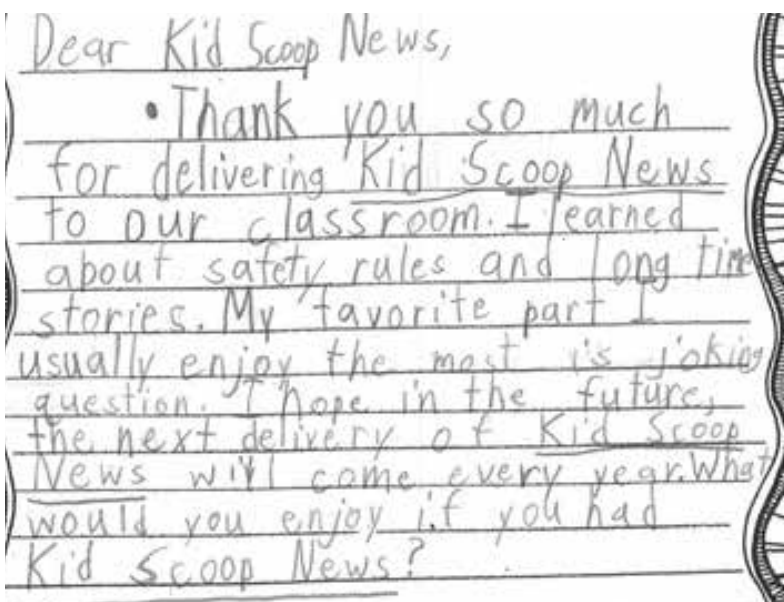 Dear Kid Scoop News,
• Thank you so much
for delivering Kid Scoop News
to our classroom. I learned
about safety rules and long time
stories. My favorite part I
usually enjoy the most is joking
question. I hope in the future,
the next delivery of Kid Scoop
News will come every year. What
would you enjoy if you had
Kid Scoop News?